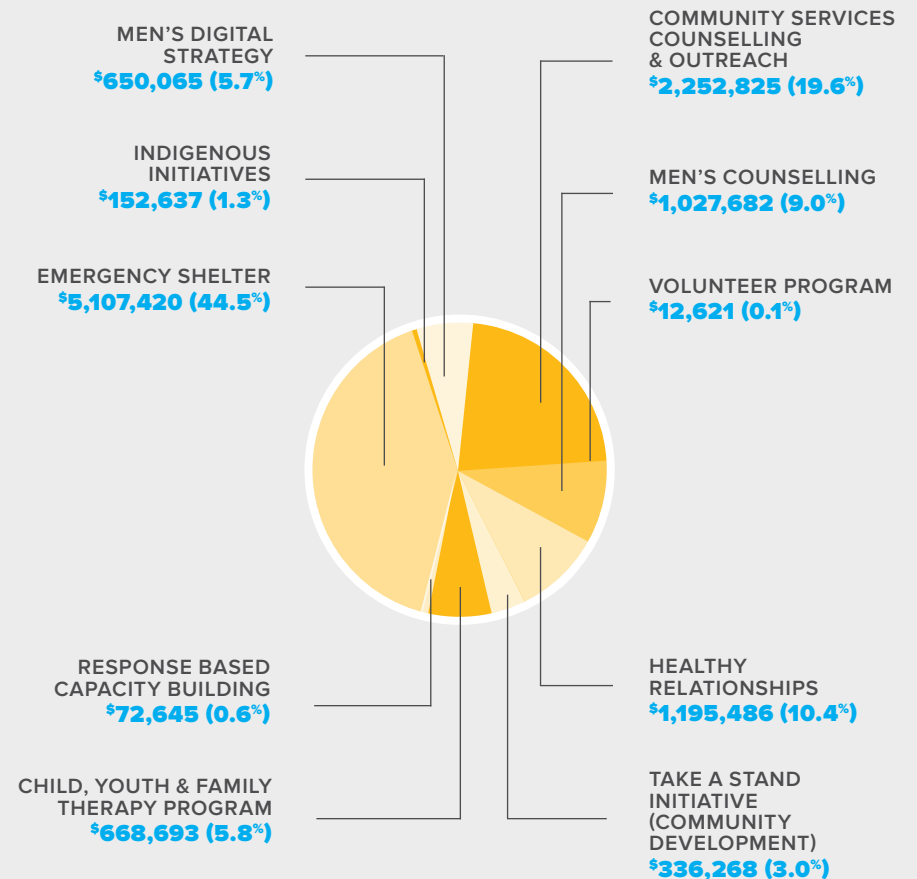 MEN’S DIGITAL
STRATEGY
$650,065 (5.7%)
INDIGENOUS
INITIATIVES
$152,637 (1.3%)
EMERGENCY SHELTER
$5,107,420 (44.5%)
COMMUNITY SERVICES
COUNSELLING
& OUTREACH
$2,252,825 (19.6%)
MEN’S COUNSELLING
$1,027,682 (9.0%)
VOLUNTEER PROGRAM
$12,621 (0.1%)
RESPONSE BASED
CAPACITY BUILDING
$72,645 (0.6%)
CHILD, YOUTH & FAMILY
THERAPY PROGRAM
$668,693 (5.8%)
HEALTHY
RELATIONSHIPS
$1,195,486 (10.4%)
TAKE A STAND
INITIATIVE
(COMMUNITY
DEVELOPMENT)
$336,268 (3.0%)